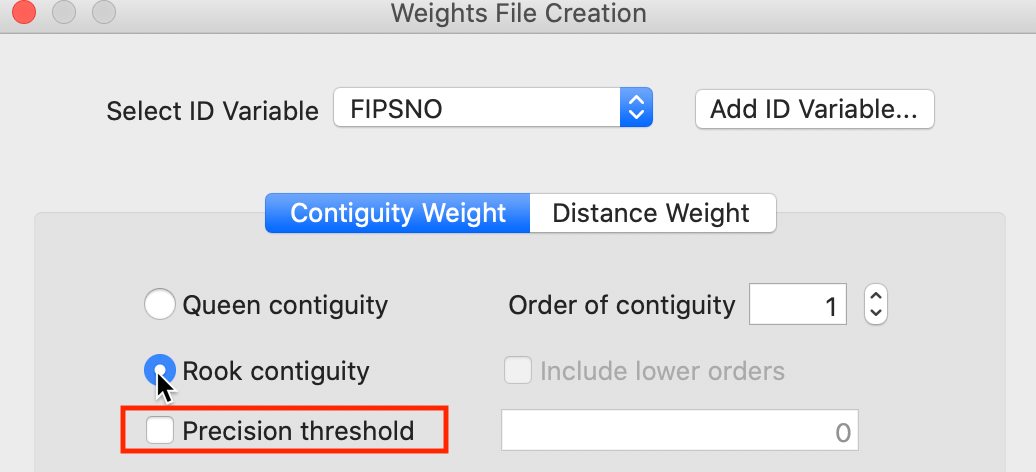 Weights File Creation
Select ID Variable FIPSNO Add ID Variable...
Contiguity Weight Distance Weight
Queen contiguity Order of contiguity 1
Rook contiguity Include lower orders
Precision threshold 0